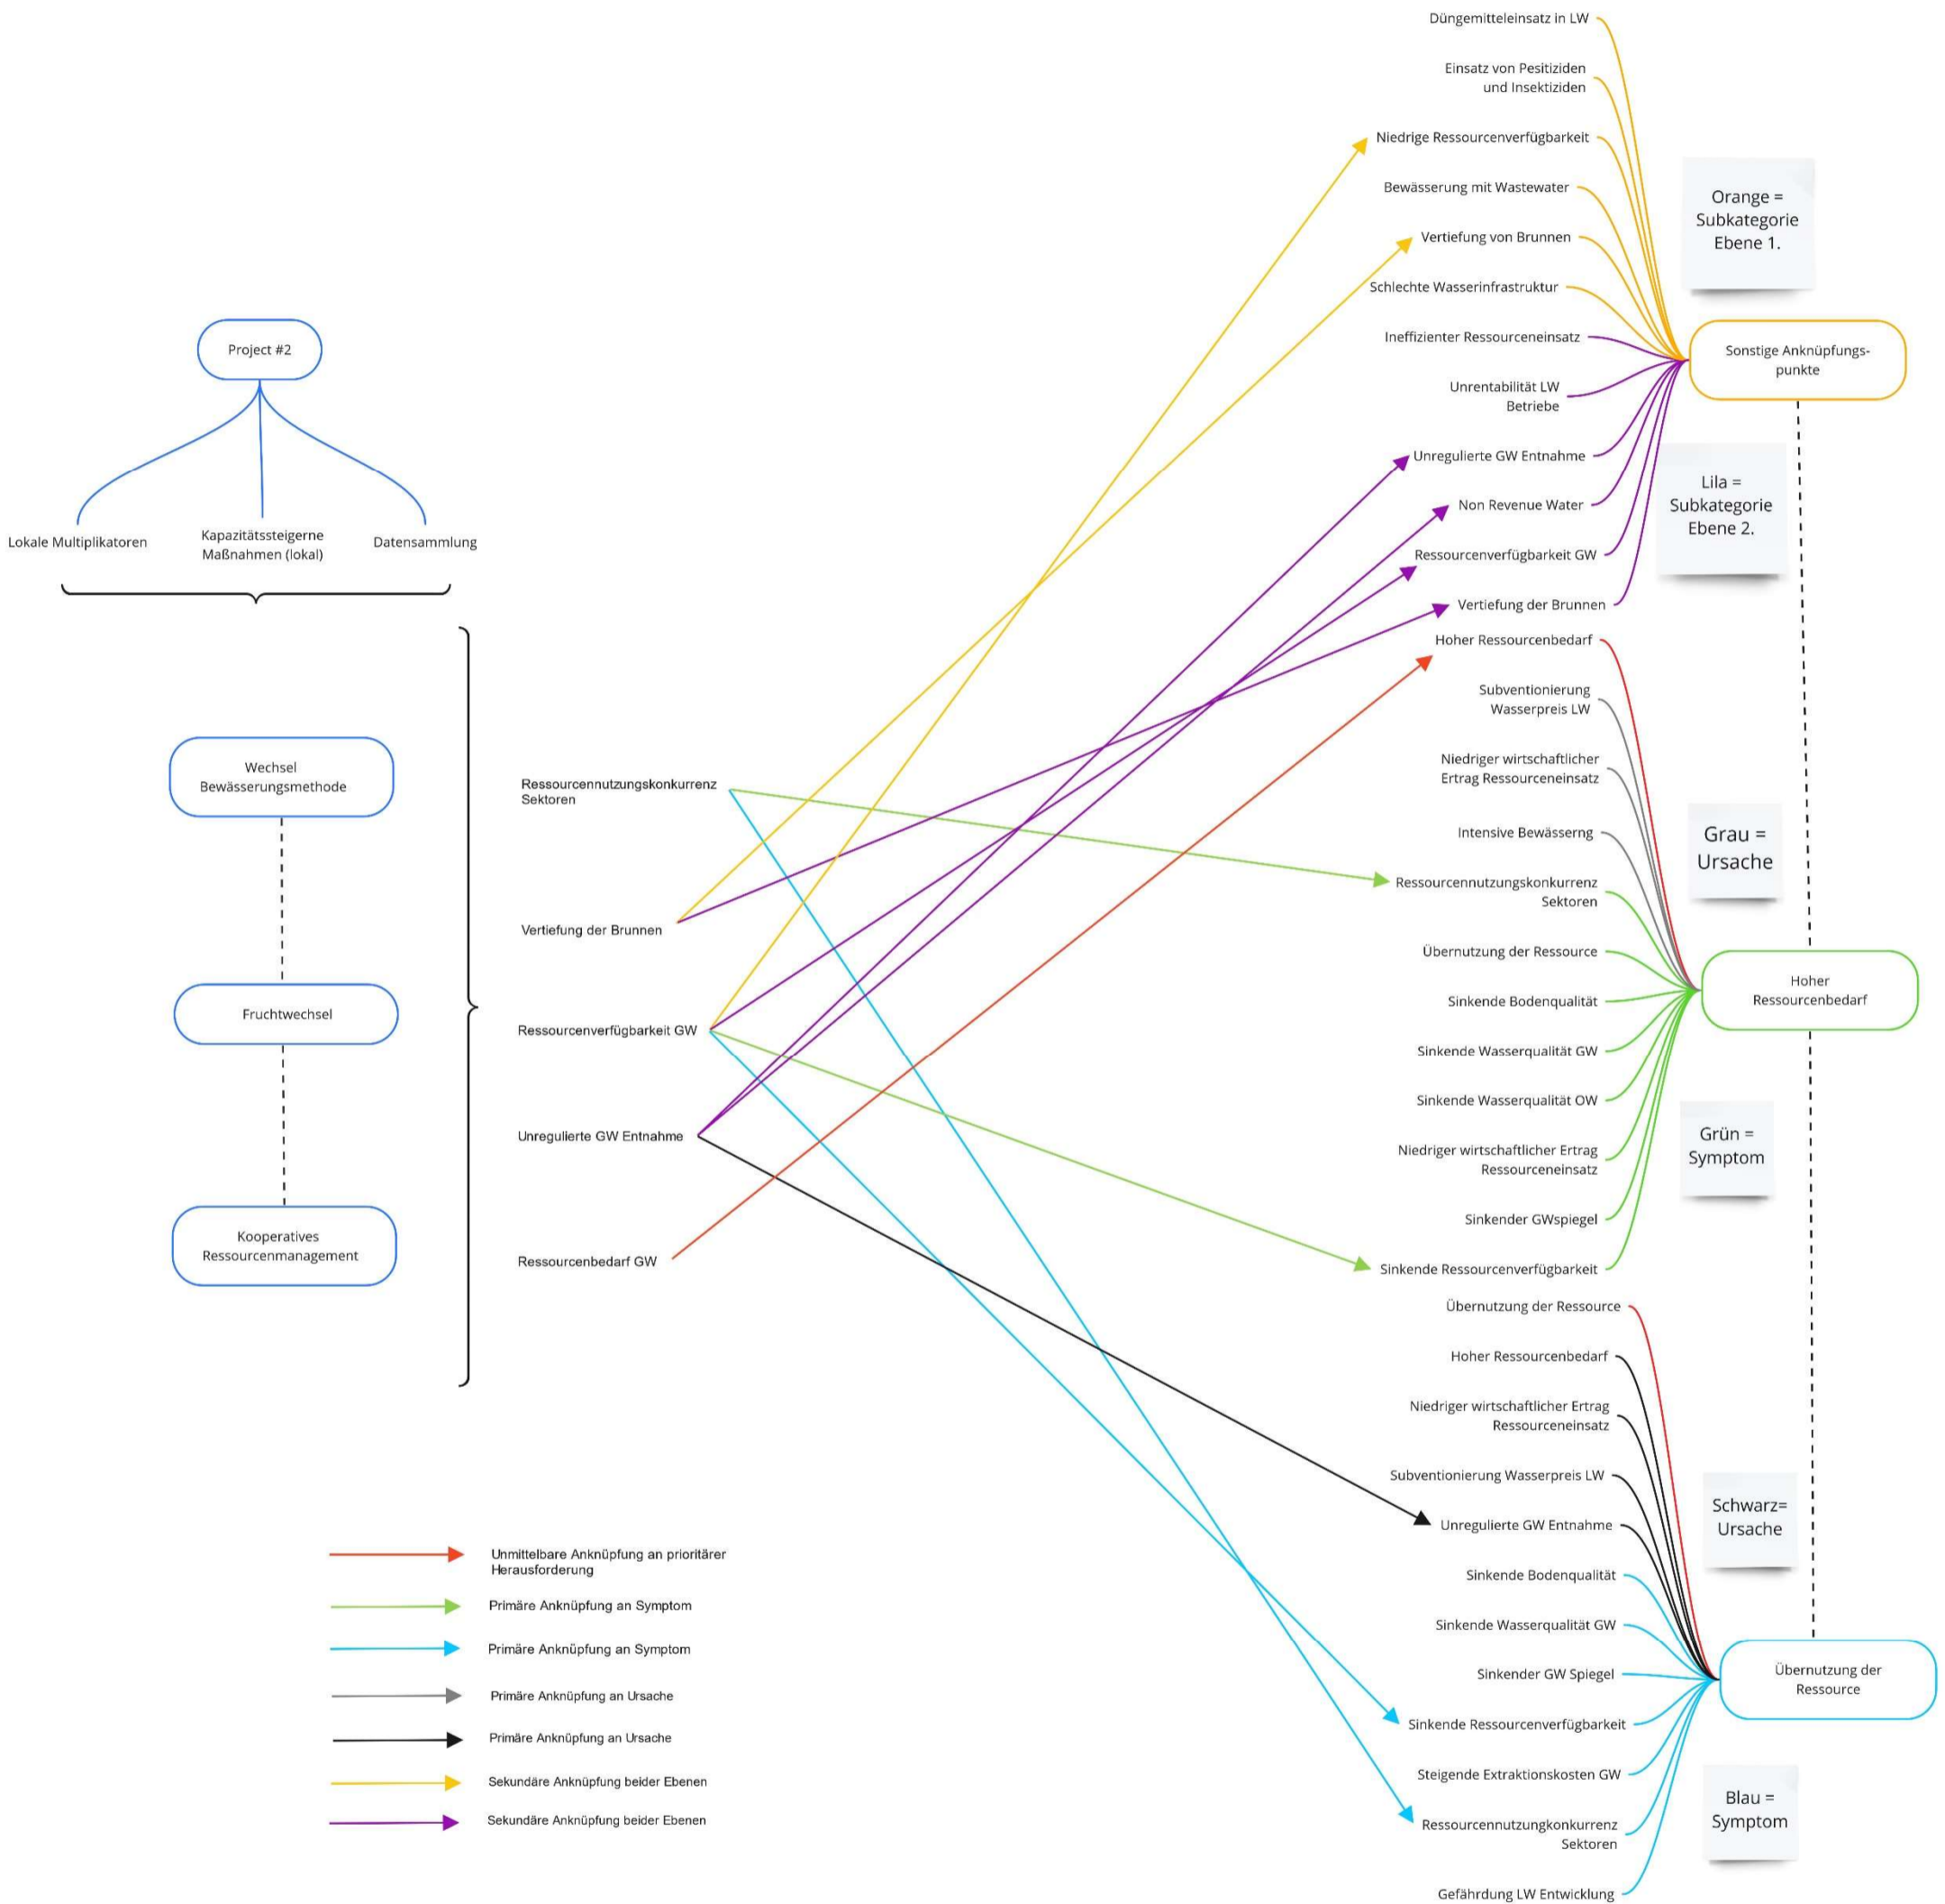 Project #2
Lokale Multiplikatoren
Kapazitätssteigerne
Maßnahmen (lokal)
Datensammlung
Wechsel
Bewässerungsmethode
Fruchtwechsel
Kooperatives
Ressourcenmanagement
Ressourcennutzungskonkurrenz
Sektoren
Vertiefung der Brunnen
Ressourcenverfügbarkeit GW
Unregulierte GW Entnahme
Ressourcenbedarf GW
Unmittelbare Anknüpfung an prioritärer
Herausforderung
Primäre Anknüpfung an Symptom
Primäre Anknüpfung an Symptom
Primäre Anknüpfung an Ursache
Primäre Anknüpfung an Ursache
Sekundäre Anknüpfung beider Ebenen
Sekundäre Anknüpfung beider Ebenen
Düngemitteleinsatz in LW
Einsatz von Pesitiziden
und Insektiziden
Niedrige Ressourcenverfügbarkeit
Bewässerung mit Wastewater
Vertiefung von Brunnen
Schlechte Wasserinfrastruktur
Ineffizienter Ressourceneinsatz
Unrentabilität LW
Betriebe
Unregulierte GW Entnahme
Non Revenue Water
Ressourcenverfügbarkeit GW
Vertiefung der Brunnen
Orange =
Subkategorie
Ebene 1.
Sonstige Anknüpfungs-
punkte
Lila =
Subkategorie
Ebene 2.
Hoher Ressourcenbedarf
Subventionierung
Wasserpreis LW
Niedriger wirtschaftlicher
Ertrag Ressourceneinsatz
Intensive Bewässerng
Ressourcennutzungskonkurrenz
Sektoren
Übernutzung der Ressource
Sinkende Bodenqualität
Sinkende Wasserqualität GW
Sinkende Wasserqualität OW
Niedriger wirtschaftlicher Ertrag
Ressourceneinsatz
Sinkender GWspiegel
Sinkende Ressourcenverfügbarkeit
Grau =
Ursache
Hoher
Ressourcenbedarf
Grün =
Symptom
Übernutzung der Ressource
Hoher Ressourcenbedarf
Niedriger wirtschaftlicher Ertrag
Ressourceneinsatz
Subventionierung Wasserpreis LW
Unregulierte GW Entnahme
Sinkende Bodenqualität
Sinkende Wasserqualität GW
Sinkender GW Spiegel
Sinkende Ressourcenverfügbarkeit
Steigende Extraktionskosten GW
Ressourcennutzungkonkurrenz
Sektoren
Gefährdung LW Entwicklung
Schwarz=
Ursache
Übernutzung der
Ressource
Blau =
Symptom